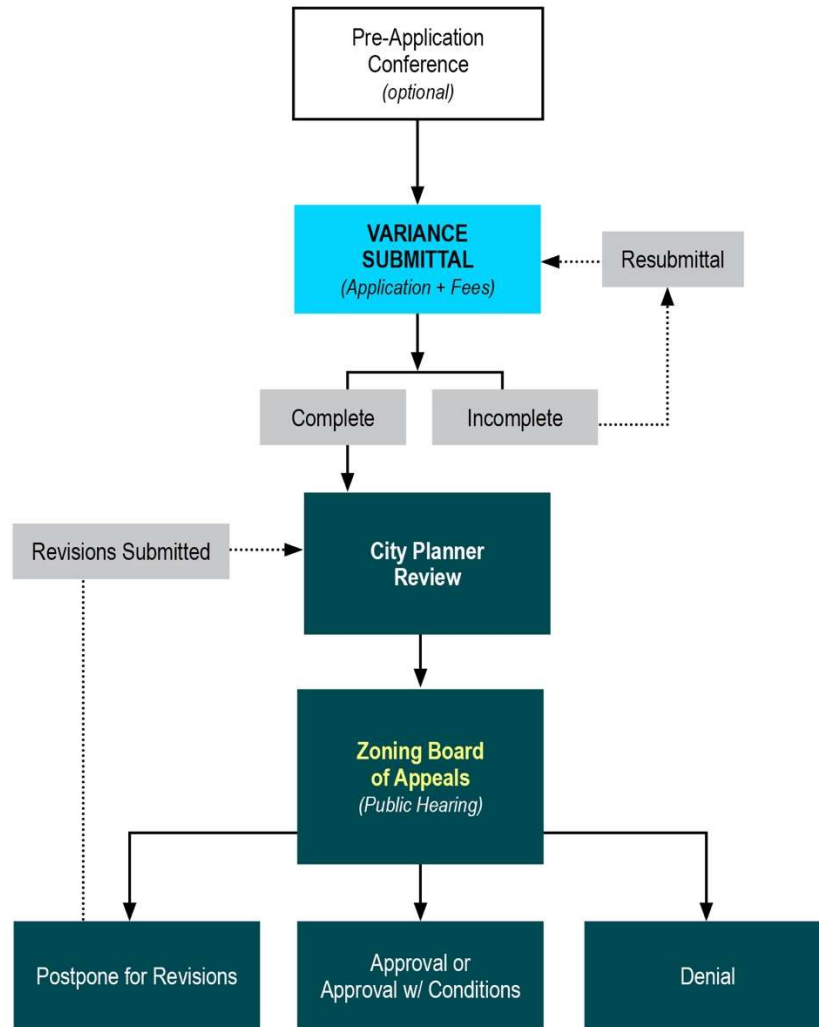 Pre-Application
Conference
(optional)
VARIANCE
SUBMITTAL
(Application + Fees)
Resubmittal
Complete
Incomplete
Revisions Submitted
City Planner
Review
Zoning Board
of Appeals
(Public Hearing)
Postpone for Revisions
Approval or
Approval w/ Conditions
Denial